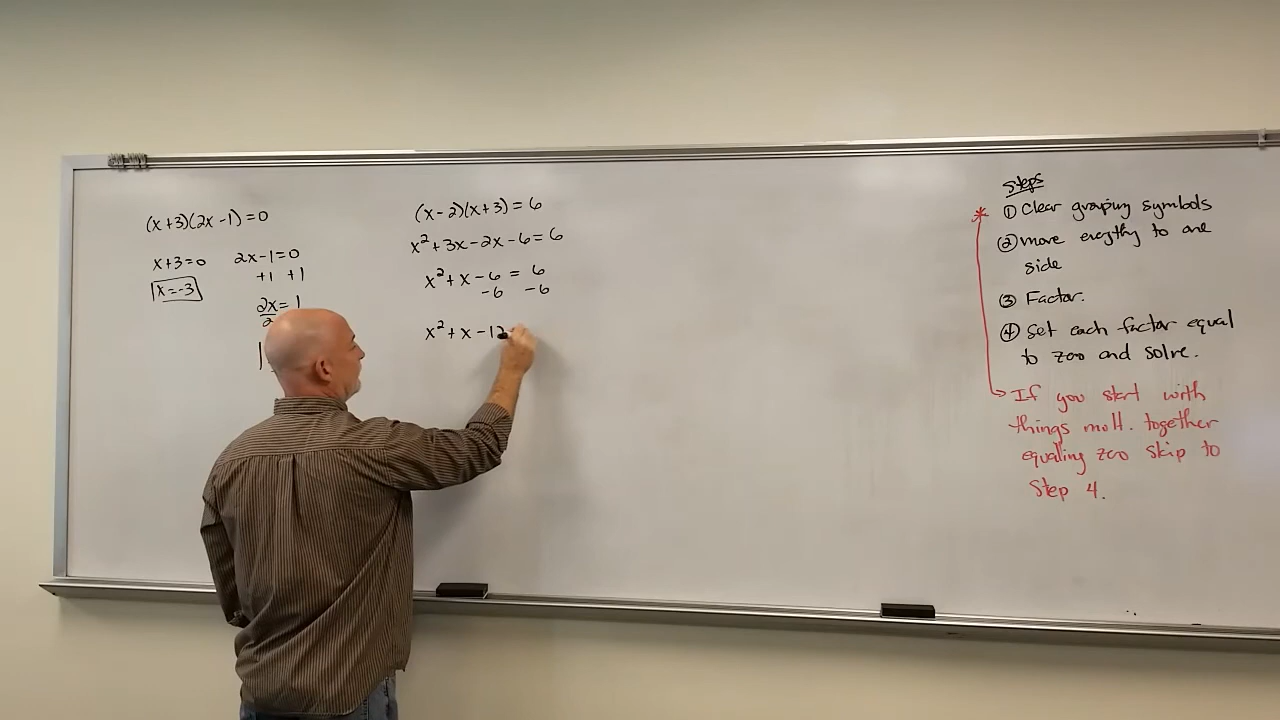 (x+3)(2x-1)=0
x+3=0 2x-1=0
+1 +1
x=-3
2x=1
2
(x-2)(x+3)=6
x²+3x-2x-6=6
x²+x-6=6
-6 -6
x²+x-12
Steps
① Clear grouping symbols
② move everythy to one
side
③ Factor.
④ Set each factor equal
to zero and solve.
* If you start with
things mult. together
equaling zero skip to
Step 4.